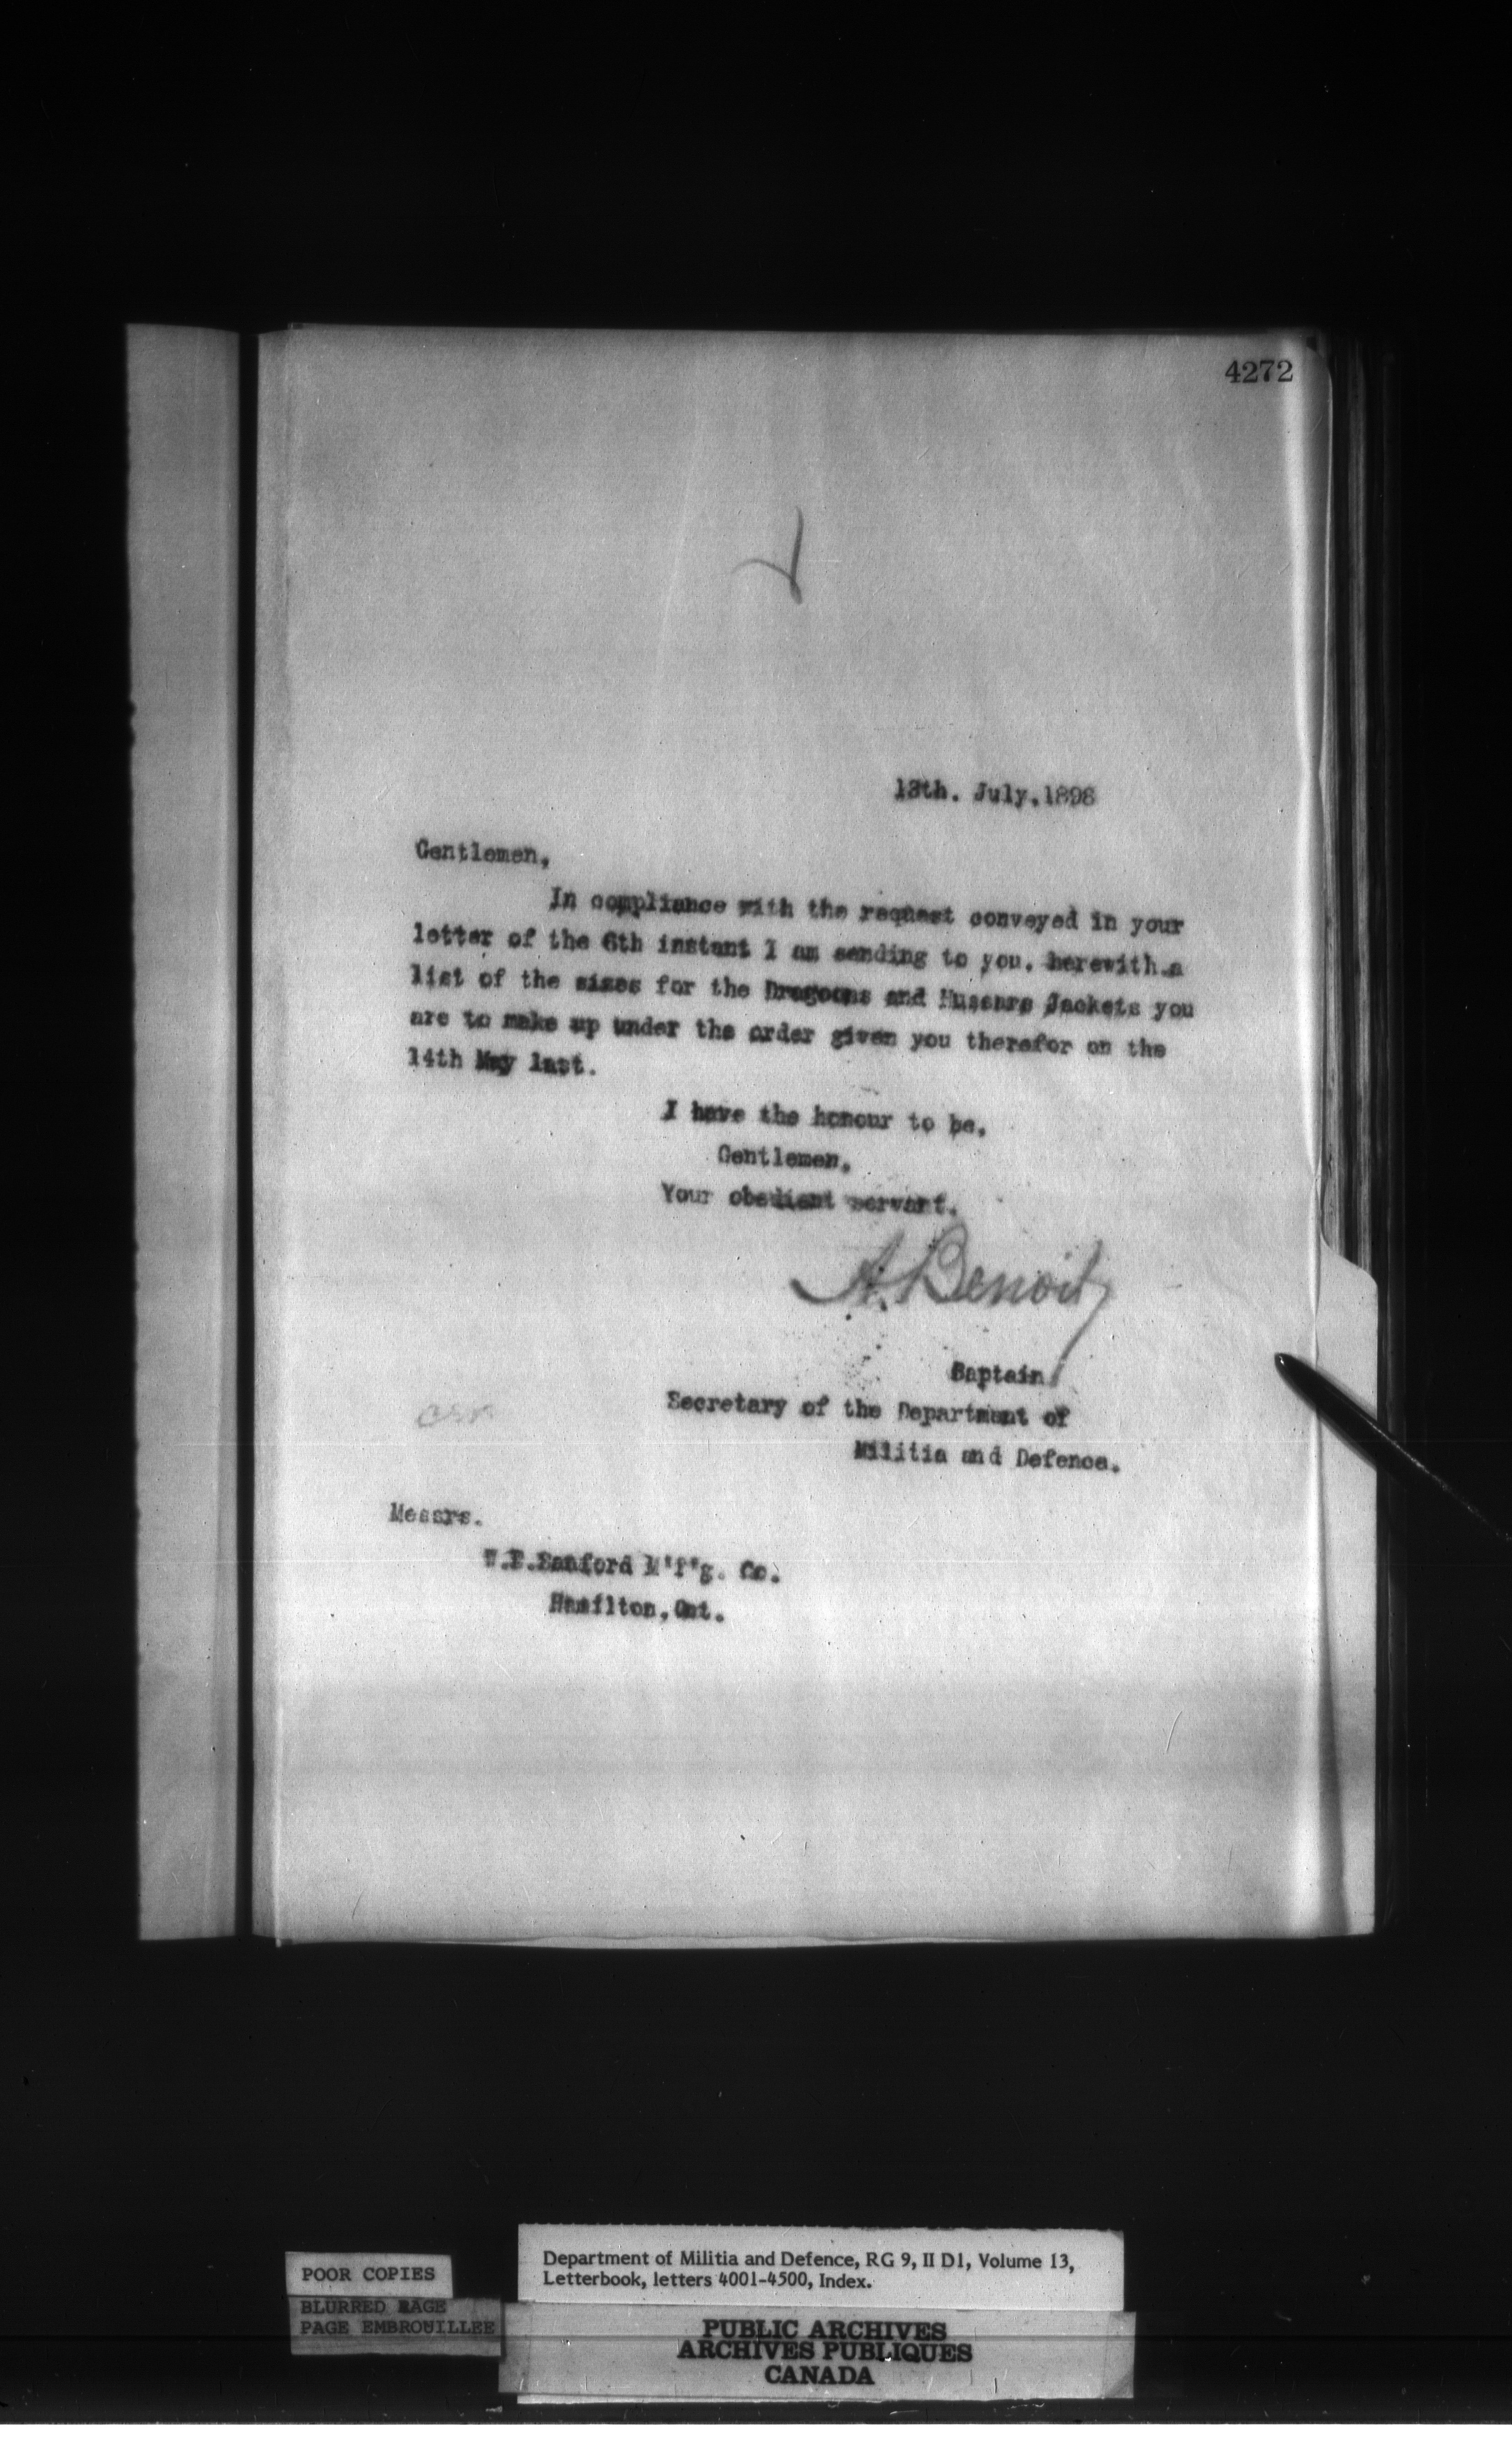 4272
13th. July.1898
Gentlemen,
In compliance with the request conveyed in your
letter of the 6th instant I am sending to you. herewith a
list of the sizes for the Dragoons and Hussars Jackets you
are to make up under the order given you therefor on the
14th May last.
I have the honour to be.
Gentlemen.
Your obedient servant.
A. Benoit
Captain
Secretary of the Department of
Militia and Defence.
Messrs.
W.E.Sanford M'f'g. Co.
Hamilton, Ont.
POOR COPIES
BLURRED PAGE
PAGE EMBROUILLEE
Department of Militia and Defence, RG 9, II D1, Volume 13,
Letterbook, letters 4001-4500, Index.
PUBLIC ARCHIVES
ARCHIVES PUBLIQUES
CANADA